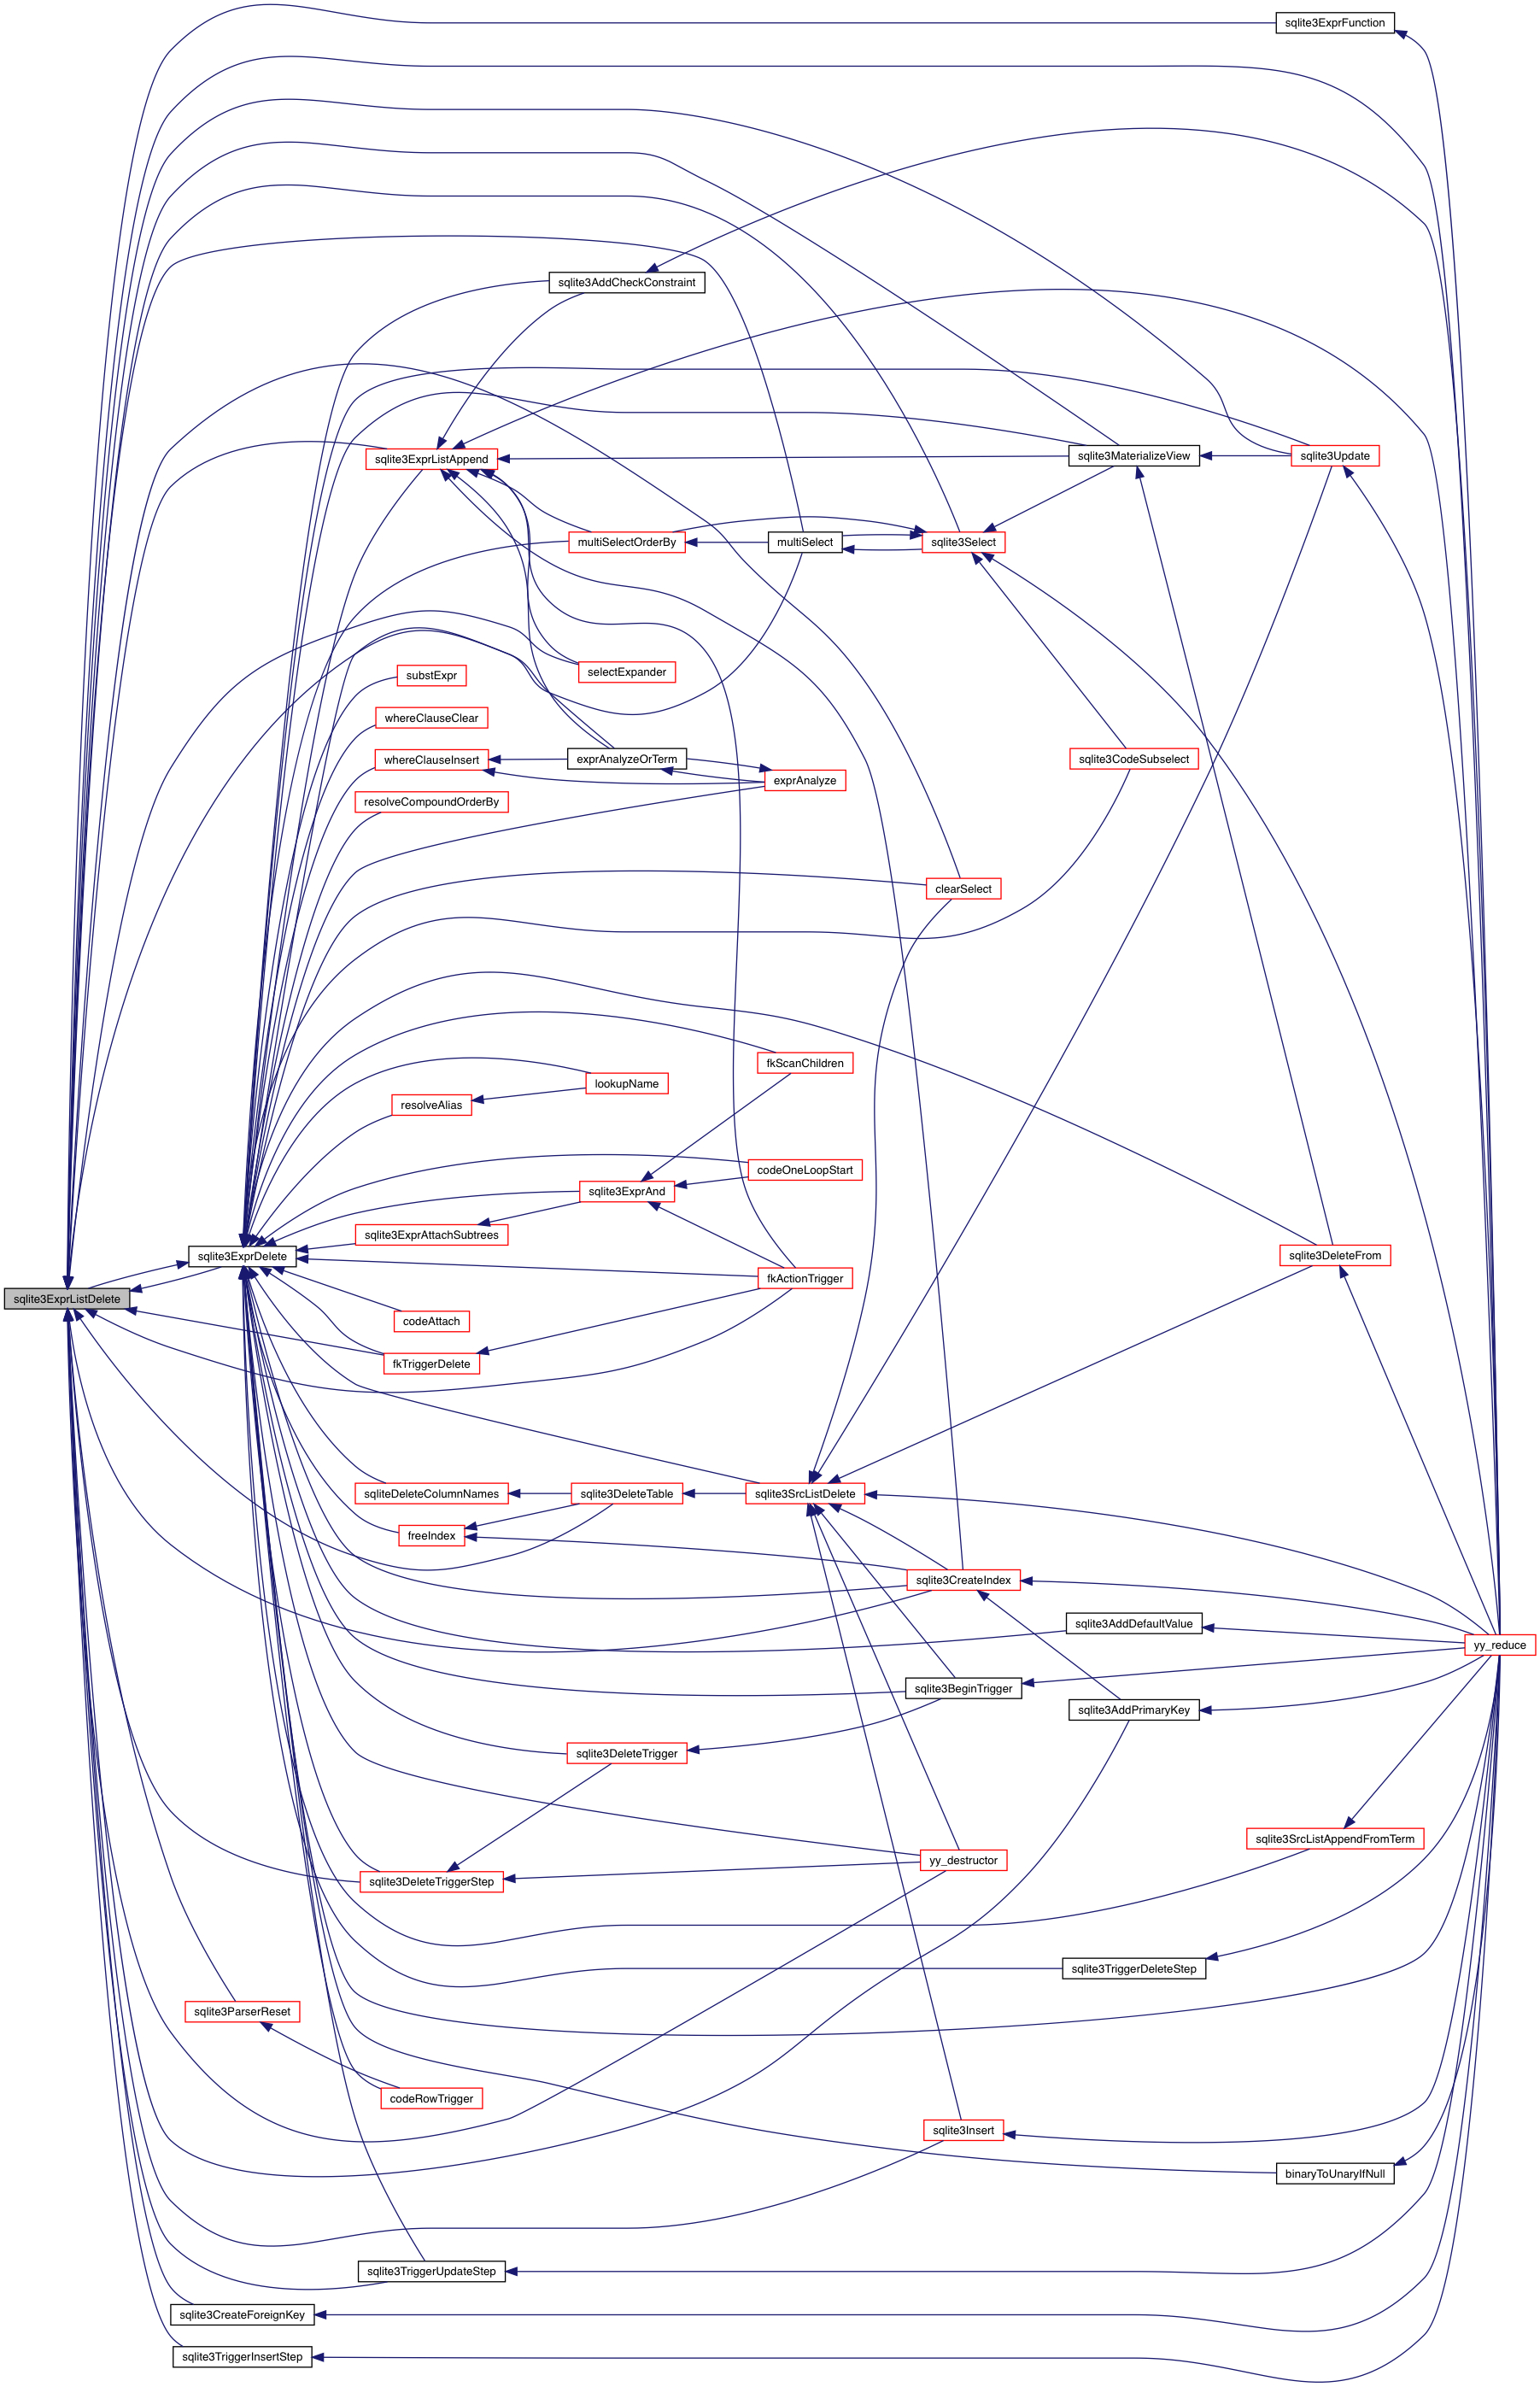 sqlite3ExprFunction
sqlite3AddCheckConstraint
sqlite3ExprListAppend
sqlite3MaterializeView
sqlite3Update
multiSelectOrderBy
multiSelect
sqlite3Select
substExpr
selectExpander
whereClauseClear
whereClauseInsert
exprAnalyzeOrTerm
sqlite3CodeSubselect
exprAnalyze
resolveCompoundOrderBy
clearSelect
fkScanChildren
lookupName
resolveAlias
codeOneLoopStart
sqlite3ExprAnd
sqlite3ExprAttachSubtrees
sqlite3ExprDelete
sqlite3DeleteFrom
fkActionTrigger
sqlite3ExprListDelete
codeAttach
fkTriggerDelete
sqliteDeleteColumnNames
sqlite3DeleteTable
sqlite3SrcListDelete
freeIndex
sqlite3CreateIndex
sqlite3AddDefaultValue
yy_reduce
sqlite3BeginTrigger
sqlite3AddPrimaryKey
sqlite3DeleteTrigger
sqlite3SrcListAppendFromTerm
yy_destructor
sqlite3DeleteTriggerStep
sqlite3TriggerDeleteStep
sqlite3ParserReset
codeRowTrigger
sqlite3Insert
binaryToUnaryIfNull
sqlite3TriggerUpdateStep
sqlite3CreateForeignKey
sqlite3TriggerInsertStep